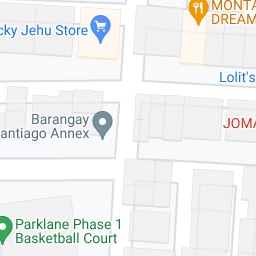 MONTA
DREAM
cky Jehu Store
Lolit's
Barangay
antiago Annex
JOMA
Parklane Phase 1
Basketball Court